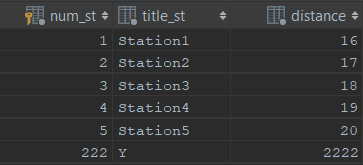 num_st title_st distance
1 Station1 16
2 Station2 17
3 Station3 18
4 Station4 19
5 Station5 20
222 Y 2222